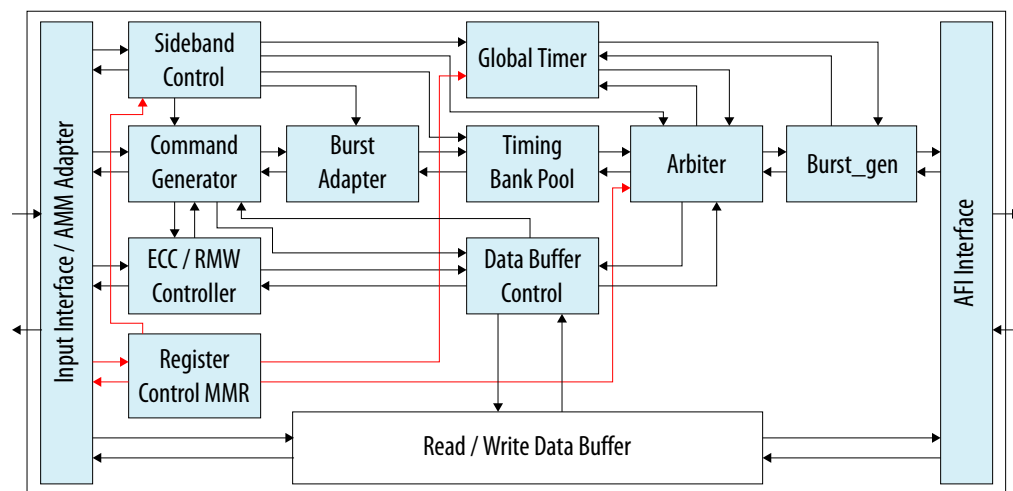 Input Interface / AMM Adapter
Sideband
Control
Global Timer
Command
Generator
Burst
Adapter
Timing
Bank Pool
Arbiter
Burst_gen
ECC / RMW
Controller
Data Buffer
Control
Register
Control MMR
Read / Write Data Buffer
AFI Interface